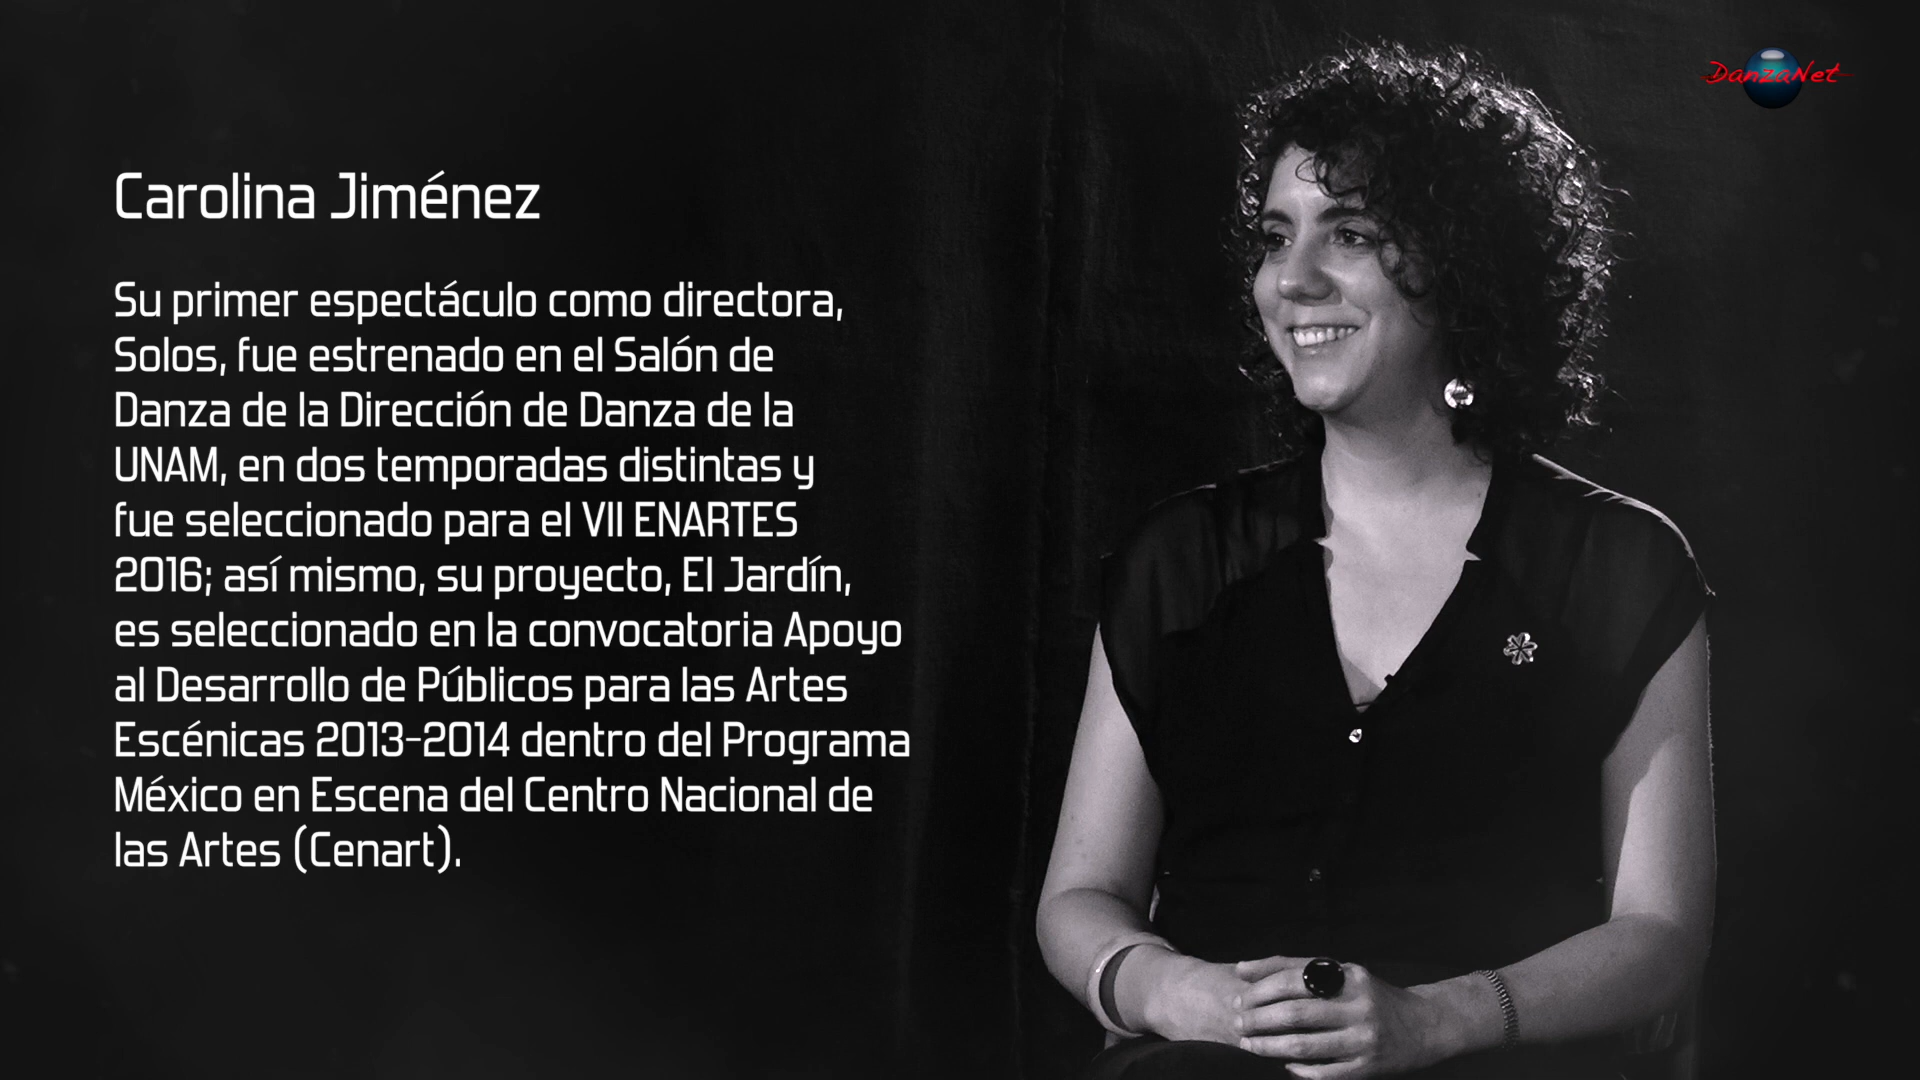 DanzaNet
Carolina Jiménez
Su primer espectáculo como directora,
Solos, fue estrenado en el Salón de
Danza de la Dirección de Danza de la
UNAM, en dos temporadas distintas y
fue seleccionado para el VII ENARTES
2016; así mismo, su proyecto, El Jardín,
es seleccionado en la convocatoria Apoyo
al Desarrollo de Públicos para las Artes
Escénicas 2013-2014 dentro del Programa
México en Escena del Centro Nacional de
las Artes (Cenart).